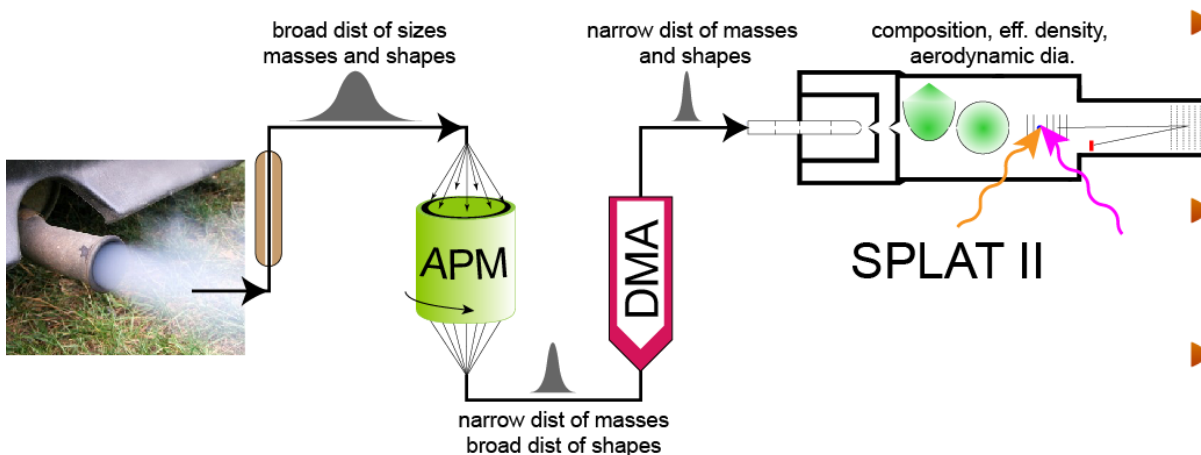 broad dist of sizes
masses and shapes
narrow dist of masses
and shapes
composition, eff. density,
aerodynamic dia.
APM
DMA
SPLAT II
narrow dist of masses
broad dist of shapes